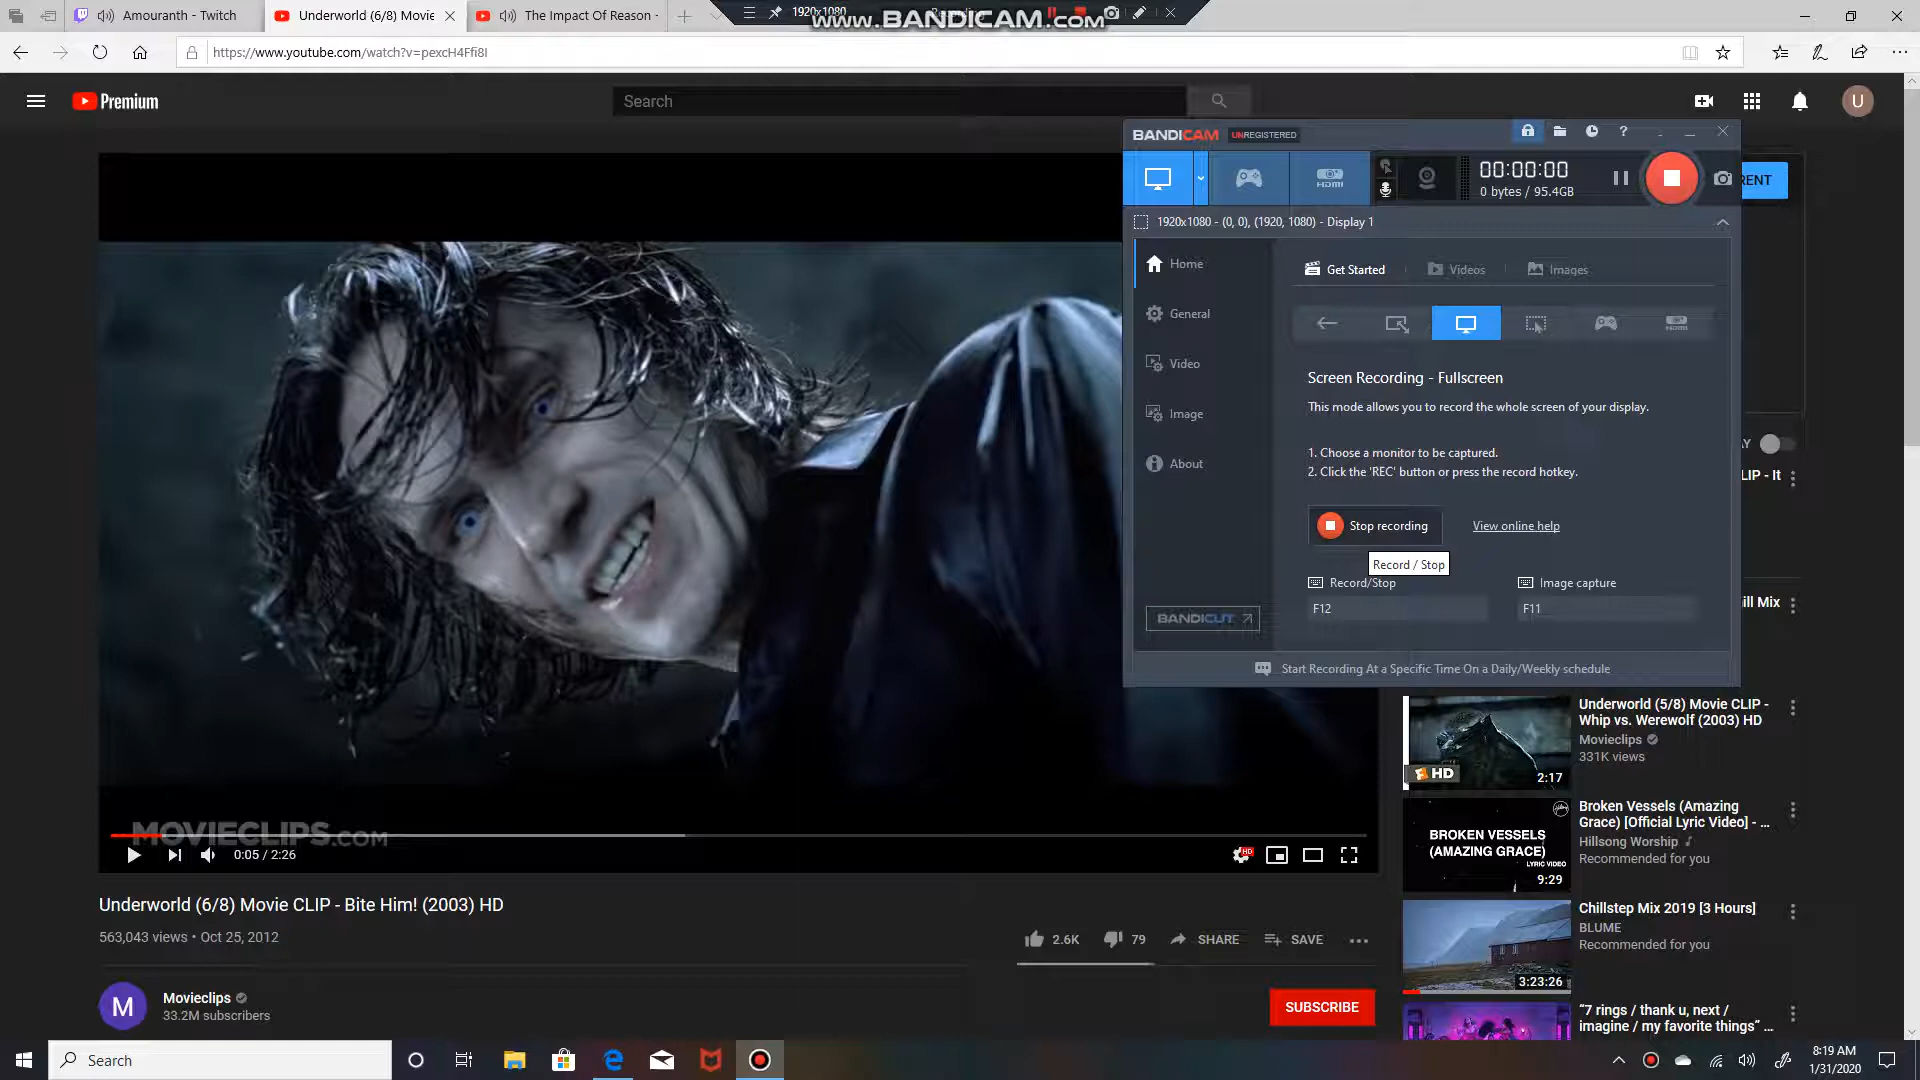 Amouranth - Twitch
Underworld (6/8) Movie
The Impact Of Reason -
1920x1080
www.BANDICAM.com
https://www.youtube.com/watch?v=pexcH4Ffi8I
Premium
Search
U
BANDICAM UNREGISTERED
HDMI
00:00:00
0 bytes / 95.4GB
RENT
1920x1080 - (0, 0), (1920, 1080) - Display 1
Home
General
Video
Image
About
BANDICUT
Get Started
Videos
Images
HDMI
Screen Recording - Fullscreen
This mode allows you to record the whole screen of your display.
1. Choose a monitor to be captured.
2. Click the 'REC' button or press the record hotkey.
Stop recording
View online help
Record / Stop
Record/Stop
Image capture
F12
F11
Start Recording At a Specific Time On a Daily/Weekly schedule
Y
CLIP - It
ill Mix
MOVIECLIPS.COM
0:05 / 2:26
HD
Underworld (6/8) Movie CLIP - Bite Him! (2003) HD
563,043 views • Oct 25, 2012
2.6K
79
SHARE
SAVE
M
Movieclips
33.2M subscribers
SUBSCRIBE
HD
2:17
Underworld (5/8) Movie CLIP -
Whip vs. Werewolf (2003) HD
Movieclips
331K views
BROKEN VESSELS
(AMAZING GRACE)
LYRIC VIDEO
9:29
Broken Vessels (Amazing
Grace) [Official Lyric Video] - ...
Hillsong Worship
Recommended for you
3:23:26
Chillstep Mix 2019 [3 Hours]
BLUME
Recommended for you
“7 rings / thank u, next /
imagine / my favorite things” ...
Search
8:19 AM
1/31/2020